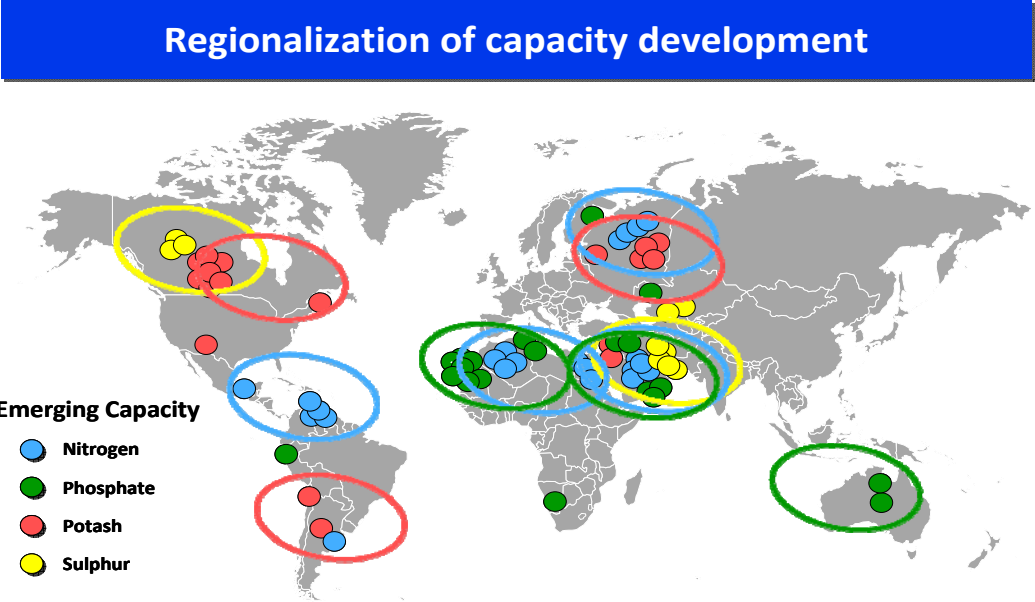 Regionalization of capacity development
Emerging Capacity
Nitrogen
Phosphate
Potash
Sulphur